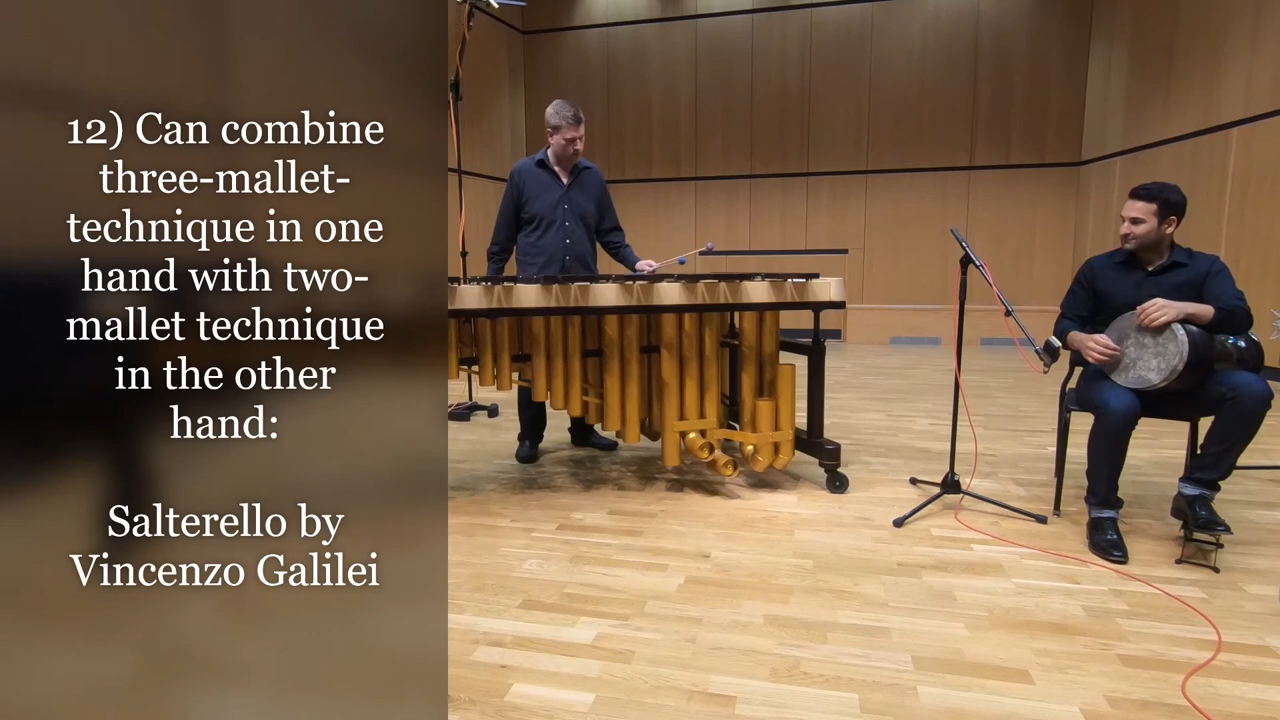 12) Can combine
three-mallet-
technique in one
hand with two-
mallet technique
in the other
hand:
Salterello by
Vincenzo Galilei